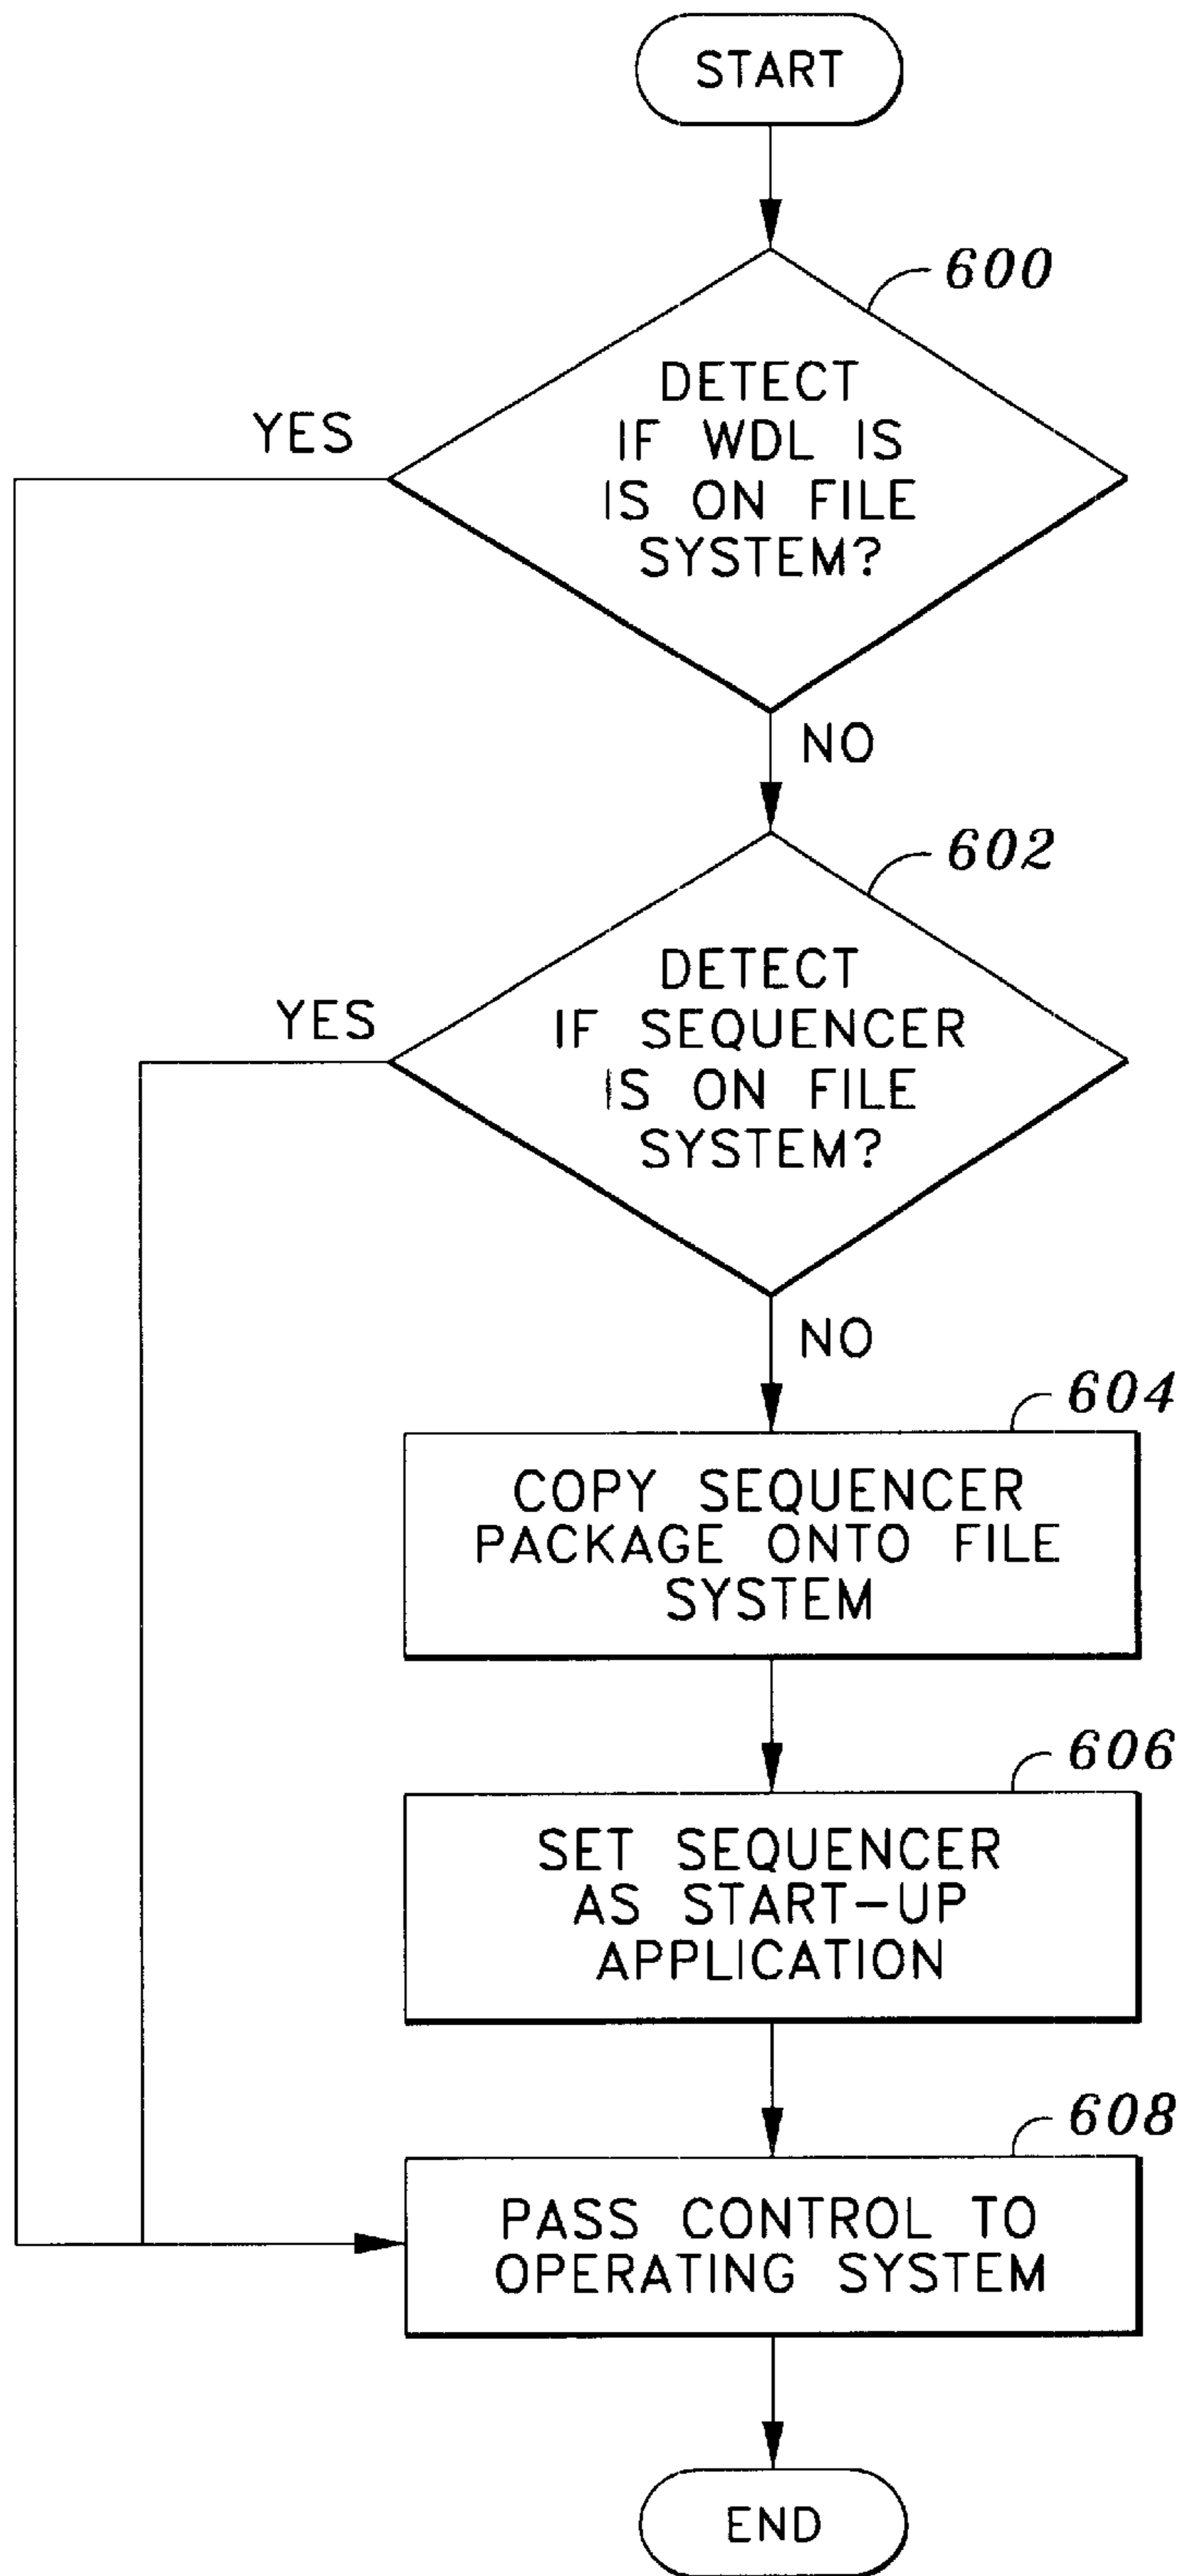 START
600
DETECT
IF WDL IS
IS ON FILE
SYSTEM?
YES
NO
602
DETECT
IF SEQUENCER
IS ON FILE
SYSTEM?
YES
NO
604
COPY SEQUENCER
PACKAGE ONTO FILE
SYSTEM
606
SET SEQUENCER
AS START-UP
APPLICATION
608
PASS CONTROL TO
OPERATING SYSTEM
END